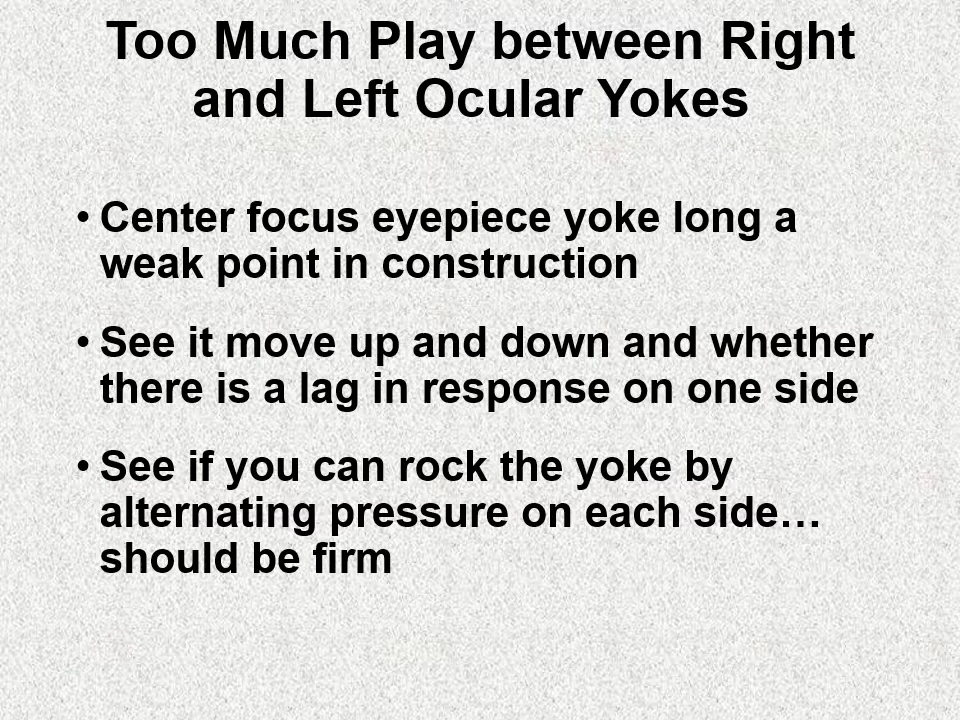 Too Much Play between Right
and Left Ocular Yokes
• Center focus eyepiece yoke long a
weak point in construction
• See it move up and down and whether
there is a lag in response on one side
• See if you can rock the yoke by
alternating pressure on each side…
should be firm